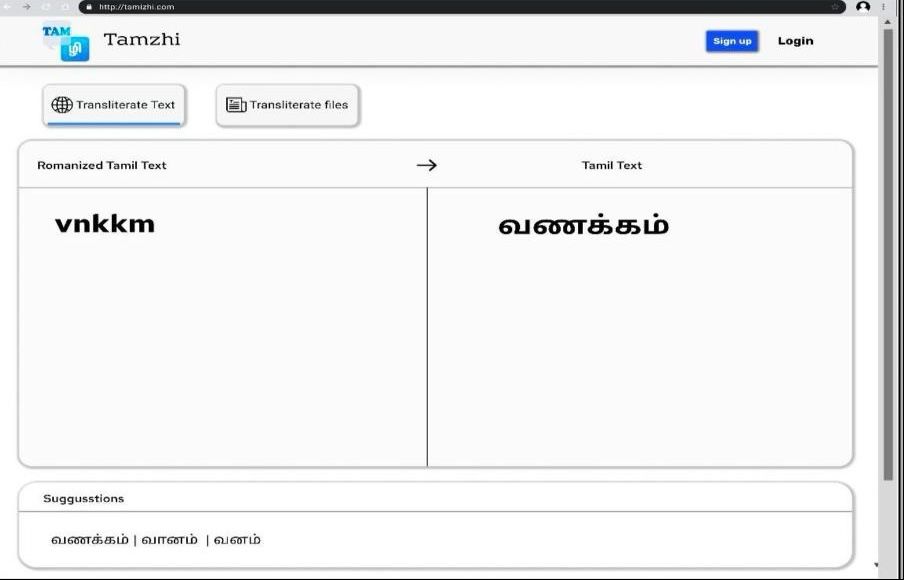 http://tamizhi.com
TAM
ழி
Tamzhi
Sign up
Login
Transliterate Text
Transliterate files
Romanized Tamil Text → Tamil Text
vnkkm
வணக்கம்
Suggusstions
வணக்கம் | வானம் | வனம்